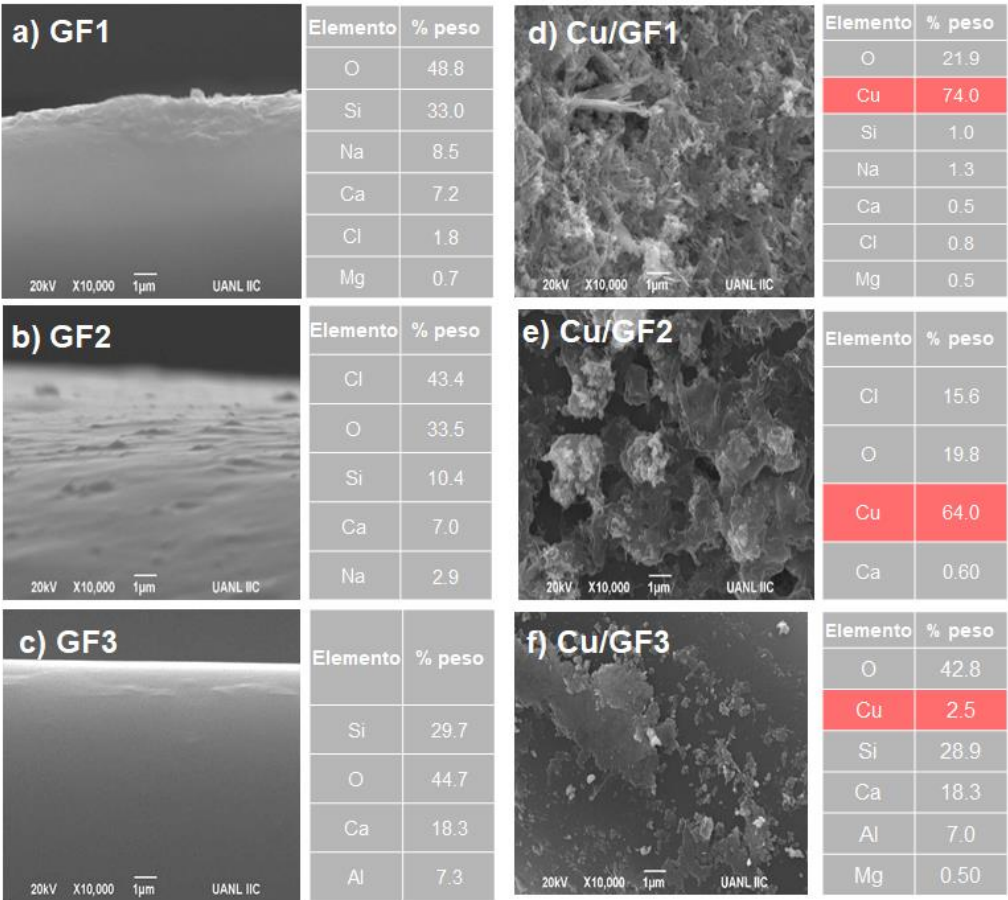 a) GF1
20kV X10,000 1µm UANL IIC
Elemento % peso
O 48.8
Si 33.0
Na 8.5
Ca 7.2
Cl 1.8
Mg 0.7
d) Cu/GF1
20kV X10,000 1µm UANL IIC
Elemento % peso
O 21.9
Cu 74.0
Si 1.0
Na 1.3
Ca 0.5
Cl 0.8
Mg 0.5
b) GF2
20kV X10,000 1µm UANL IIC
Elemento % peso
Cl 43.4
O 33.5
Si 10.4
Ca 7.0
Na 2.9
e) Cu/GF2
20kV X10,000 1µm UANL IIC
Elemento % peso
Cl 15.6
O 19.8
Cu 64.0
Ca 0.60
c) GF3
20kV X10,000 1µm UANL IIC
Elemento % peso
Si 29.7
O 44.7
Ca 18.3
Al 7.3
f) Cu/GF3
20kV X10,000 1µm UANL IIC
Elemento % peso
O 42.8
Cu 2.5
Si 28.9
Ca 18.3
Al 7.0
Mg 0.50